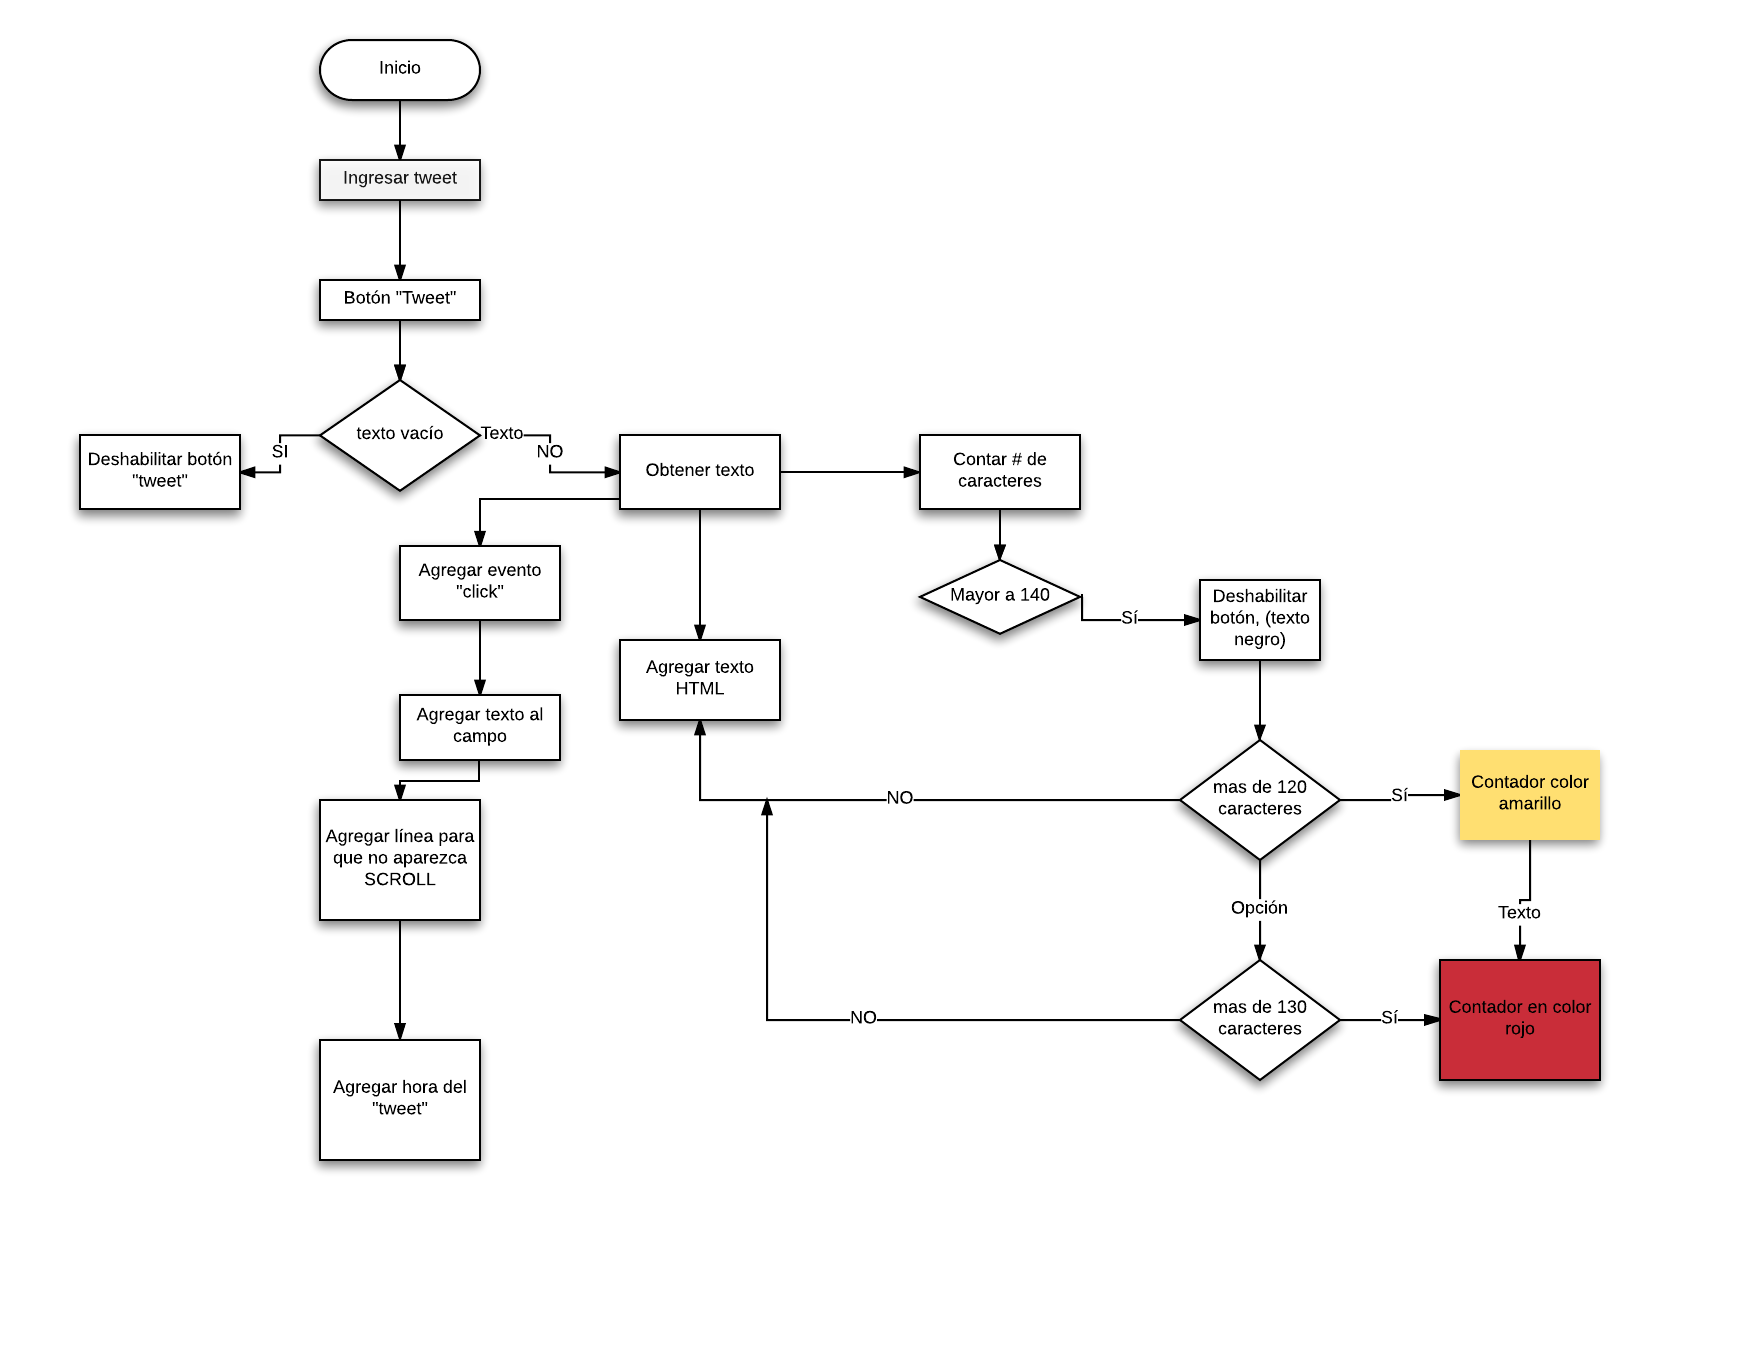 Inicio
Ingresar tweet
Botón "Tweet"
texto vacío
SI
Deshabilitar botón
"tweet"
Texto
NO
Obtener texto
Contar # de
caracteres
Agregar evento
"click"
Mayor a 140
Sí
Deshabilitar
botón, (texto
negro)
Agregar texto
HTML
Agregar texto al
campo
mas de 120
caracteres
NO
Sí
Contador color
amarillo
Agregar línea para
que no aparezca
SCROLL
Opción
Texto
mas de 130
caracteres
NO
Sí
Contador en color
rojo
Agregar hora del
"tweet"